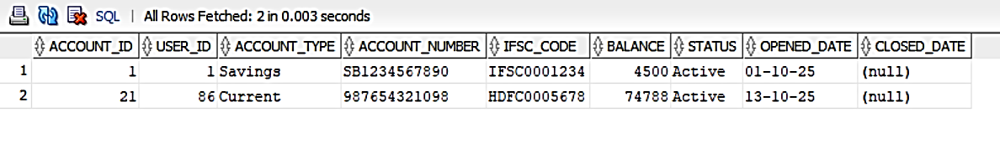 SQL | All Rows Fetched: 2 in 0.003 seconds
ACCOUNT_ID USER_ID ACCOUNT_TYPE ACCOUNT_NUMBER IFSC_CODE BALANCE STATUS OPENED_DATE CLOSED_DATE
1 1 1 Savings SB1234567890 IFSC0001234 4500 Active 01-10-25 (null)
2 21 86 Current 987654321098 HDFC0005678 74788 Active 13-10-25 (null)